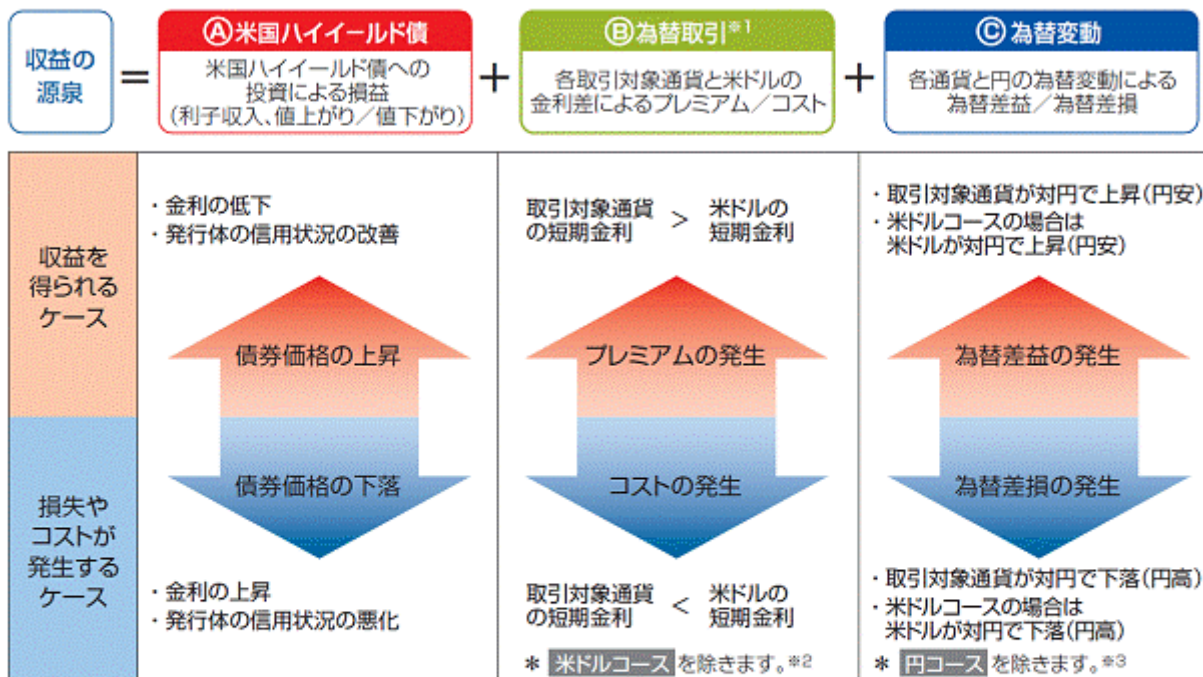 収益の
源泉
=
Ⓐ米国ハイイールド債
米国ハイイールド債への
投資による損益
(利子収入、値上がり／値下がり)
+
Ⓑ為替取引※1
各取引対象通貨と米ドルの
金利差によるプレミアム／コスト
+
Ⓒ為替変動
各通貨と円の為替変動による
為替差益／為替差損
収益を
得られる
ケース
・金利の低下
・発行体の信用状況の改善
債券価格の上昇
取引対象通貨 > 米ドルの
の短期金利 短期金利
プレミアムの発生
・取引対象通貨が対円で上昇(円安)
・米ドルコースの場合は
米ドルが対円で上昇(円安)
為替差益の発生
損失や
コストが
発生する
ケース
債券価格の下落
・金利の上昇
・発行体の信用状況の悪化
コストの発生
取引対象通貨 < 米ドルの
の短期金利 短期金利
＊ 米ドルコース を除きます。※2
為替差損の発生
・取引対象通貨が対円で下落(円高)
・米ドルコースの場合は
米ドルが対円で下落(円高)
＊ 円コース を除きます。※3